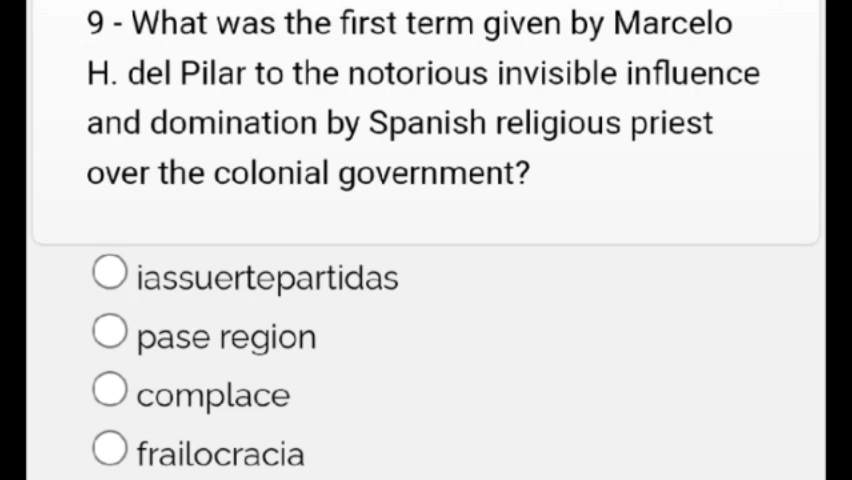 9 - What was the first term given by Marcelo
H. del Pilar to the notorious invisible influence
and domination by Spanish religious priest
over the colonial government?
iassuertepartidas
pase region
complace
frailocracia